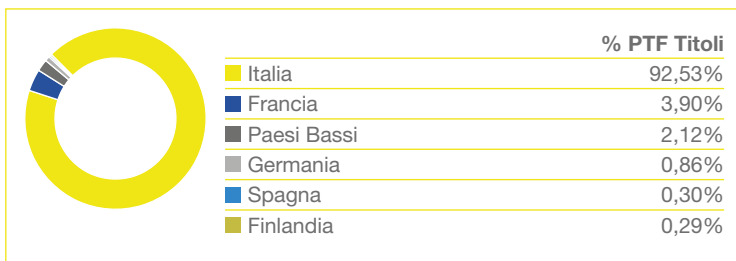 % PTF Titoli
Italia 92,53%
Francia 3,90%
Paesi Bassi 2,12%
Germania 0,86%
Spagna 0,30%
Finlandia 0,29%